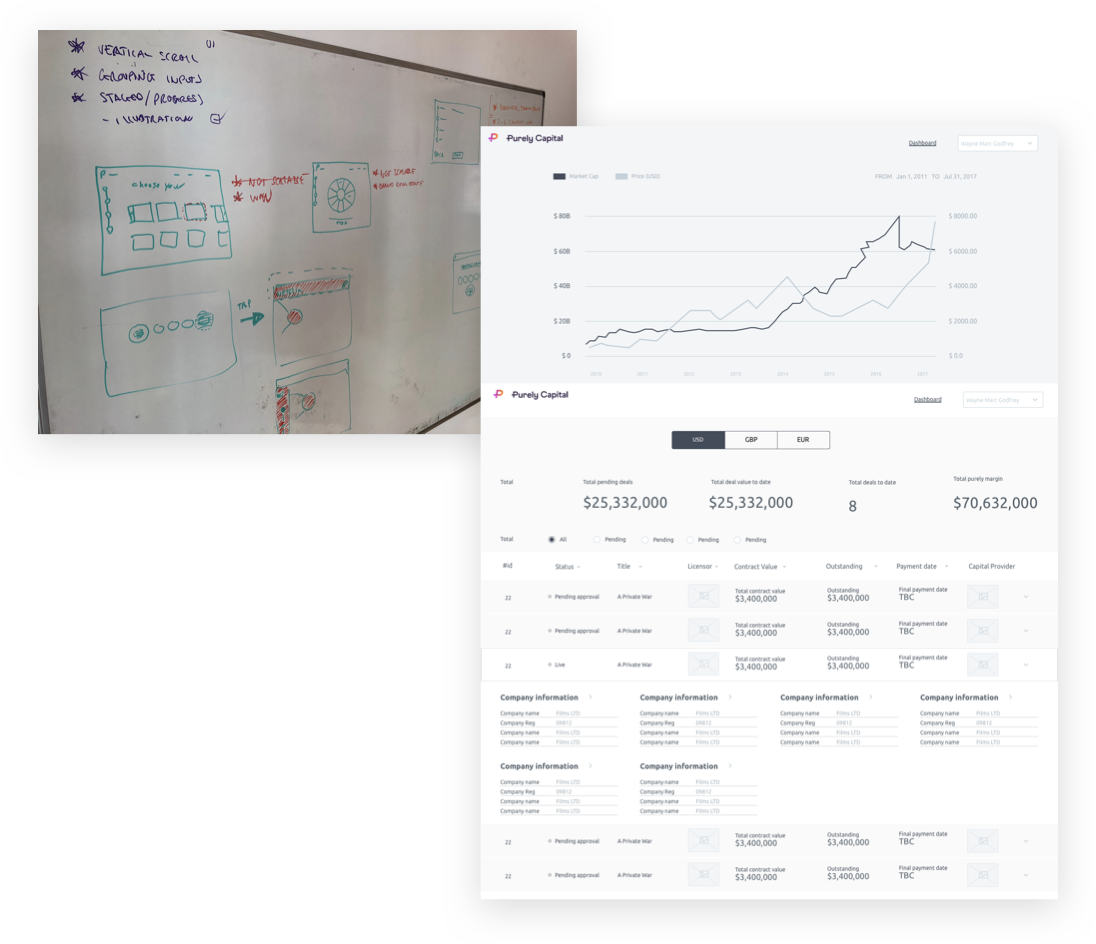 VERTICAL SCROLL
UI
GROUPING INPUTS
STAGED/PROGRESS
- ILLUSTRATION
choose your
NOT SCALABLE
WHY
NOT SCALABLE
TAP
Purely Capital
Dashboard
Wayne Marc Godfrey
Market Cap
Price (USD)
FROM Jan 1, 2011 TO Jul 31, 2017
$ 80B
$ 8000.00
$ 60B
$ 6000.00
$ 40B
$ 4000.00
$ 20B
$ 2000.00
$ 0
$ 0.0
2010 2011 2012 2013 2014 2015 2016 2017
Purely Capital
Dashboard
Wayne Marc Godfrey
USD GBP EUR
Total
Total pending deals
Total deal value to date
Total deals to date
Total purely margin
$25,332,000
$25,332,000
8
$70,632,000
Total All Pending Pending Pending Pending
#id Status Title Licensor Contract Value Outstanding Payment date Capital Provider
Total contract value Outstanding Final payment date
22 Pending approval A Private War $3,400,000 $3,400,000 TBC
Total contract value Outstanding Final payment date
22 Pending approval A Private War $3,400,000 $3,400,000 TBC
Total contract value Outstanding Final payment date
22 Live A Private War $3,400,000 $3,400,000 TBC
Company information Company information Company information Company information
Company name Films LTD Company name Films LTD Company name Films LTD Company name Films LTD
Company Reg 09812 Company Reg 09812 Company Reg 09812 Company Reg 09812
Company name Films LTD Company name Films LTD Company name Films LTD Company name Films LTD
Company name Films LTD Company name Films LTD Company name Films LTD Company name Films LTD
Company information Company information
Company name Films LTD Company name Films LTD
Company Reg 09812 Company Reg 09812
Company name Films LTD Company name Films LTD
Company name Films LTD Company name Films LTD
Total contract value Outstanding Final payment date
22 Pending approval A Private War $3,400,000 $3,400,000 TBC
Total contract value Outstanding Final payment date
22 Pending approval A Private War $3,400,000 $3,400,000 TBC